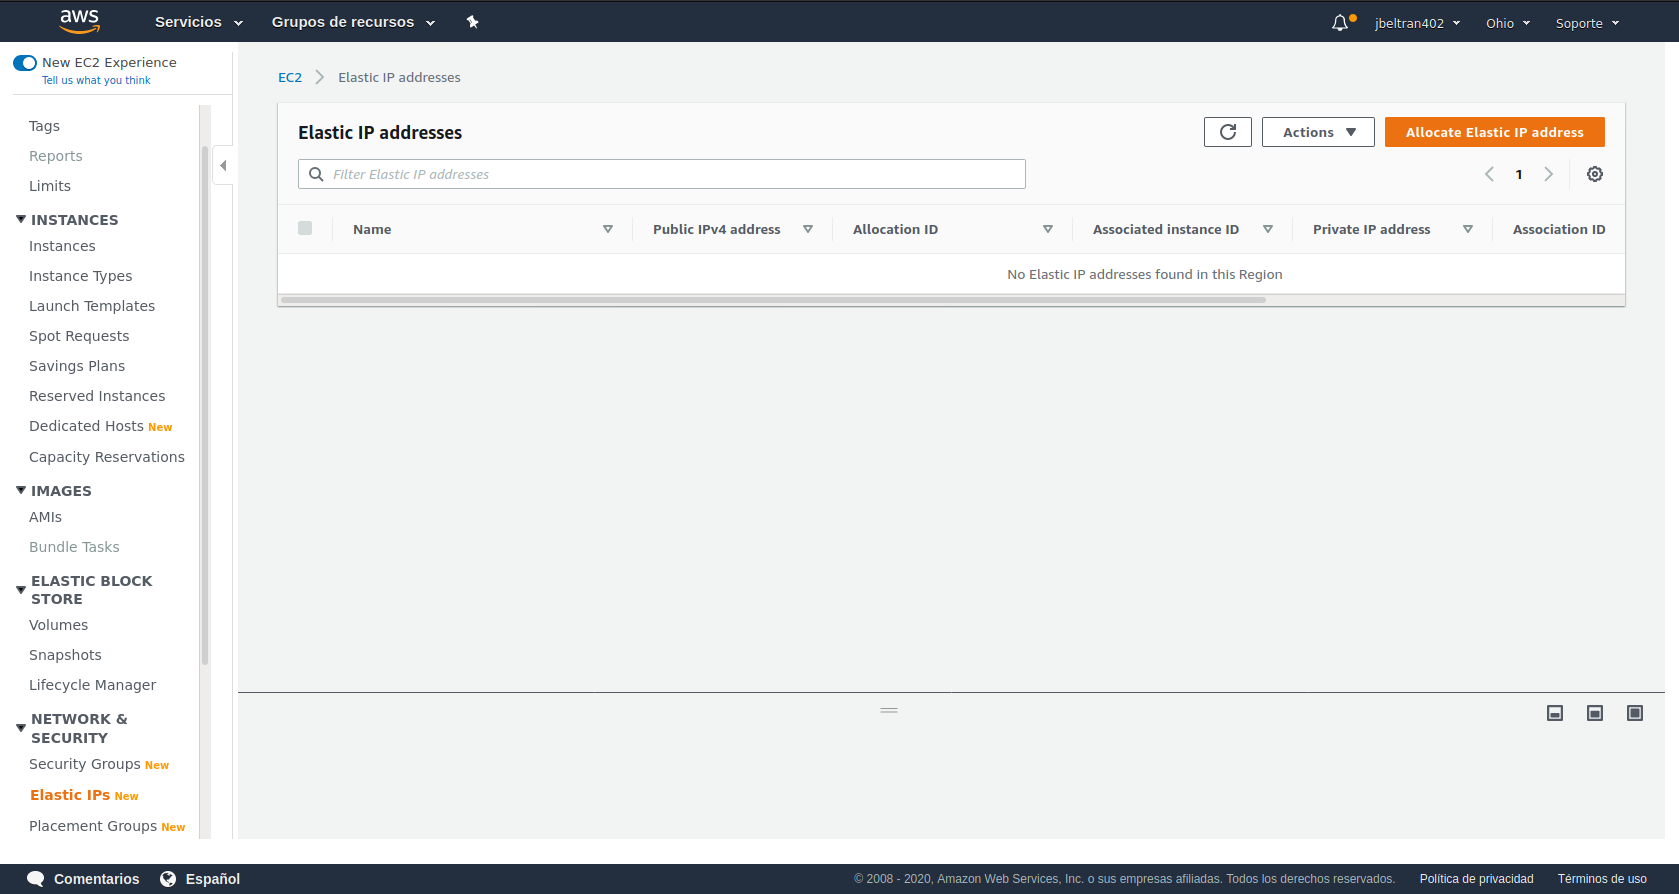 aws Servicios Grupos de recursos jbeltran402 Ohio Soporte
New EC2 Experience
Tell us what you think
Tags
Reports
Limits
INSTANCES
Instances
Instance Types
Launch Templates
Spot Requests
Savings Plans
Reserved Instances
Dedicated Hosts New
Capacity Reservations
IMAGES
AMIs
Bundle Tasks
ELASTIC BLOCK
STORE
Volumes
Snapshots
Lifecycle Manager
NETWORK &
SECURITY
Security Groups New
Elastic IPs New
Placement Groups New
EC2 Elastic IP addresses
Elastic IP addresses Actions Allocate Elastic IP address
Filter Elastic IP addresses 1
Name Public IPv4 address Allocation ID Associated instance ID Private IP address Association ID
No Elastic IP addresses found in this Region
Comentarios Español © 2008 - 2020, Amazon Web Services, Inc. o sus empresas afiliadas. Todos los derechos reservados. Política de privacidad Términos de uso